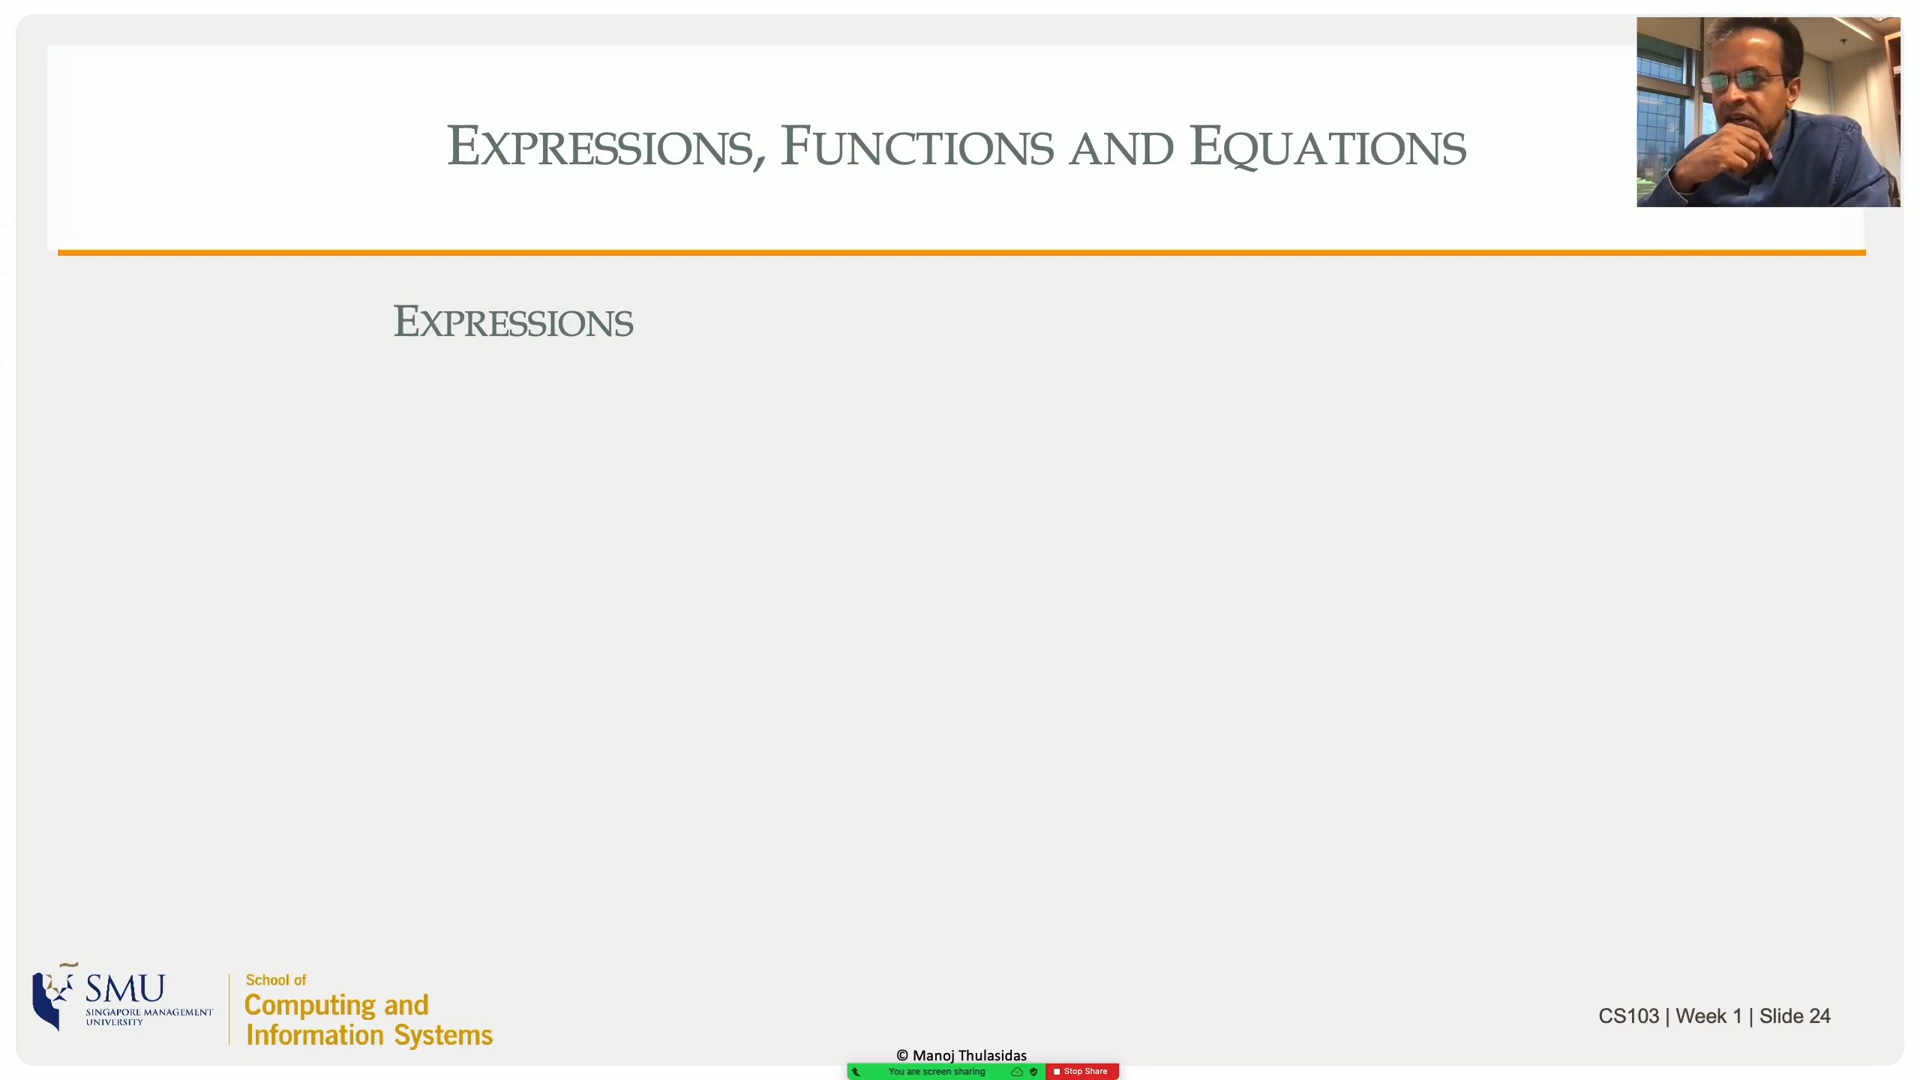 EXPRESSIONS, FUNCTIONS AND EQUATIONS
EXPRESSIONS
SMU
SINGAPORE MANAGEMENT
UNIVERSITY
School of
Computing and
Information Systems
CS103 | Week 1 | Slide 24
© Manoj Thulasidas
You are screen sharing
Stop Share